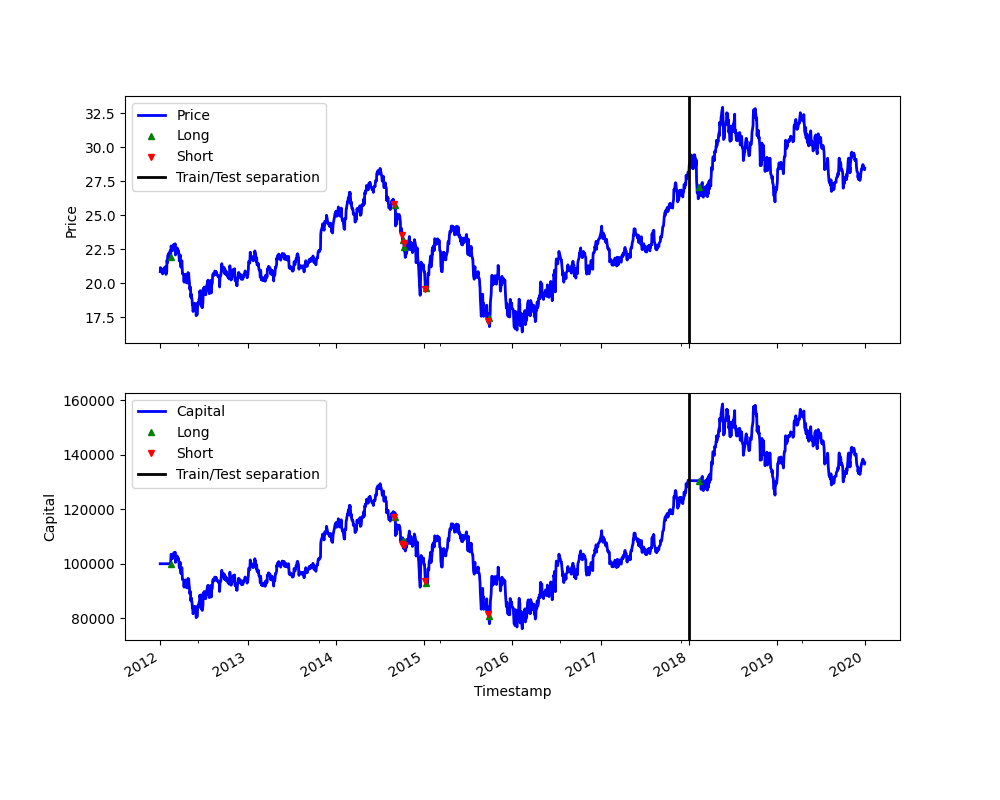 32.5
30.0
27.5
25.0
22.5
20.0
17.5
Price
Price
Long
Short
Train/Test separation
160000
140000
120000
100000
80000
Capital
Capital
Long
Short
Train/Test separation
2012
2013
2014
2015
2016
2017
2018
2019
2020
Timestamp